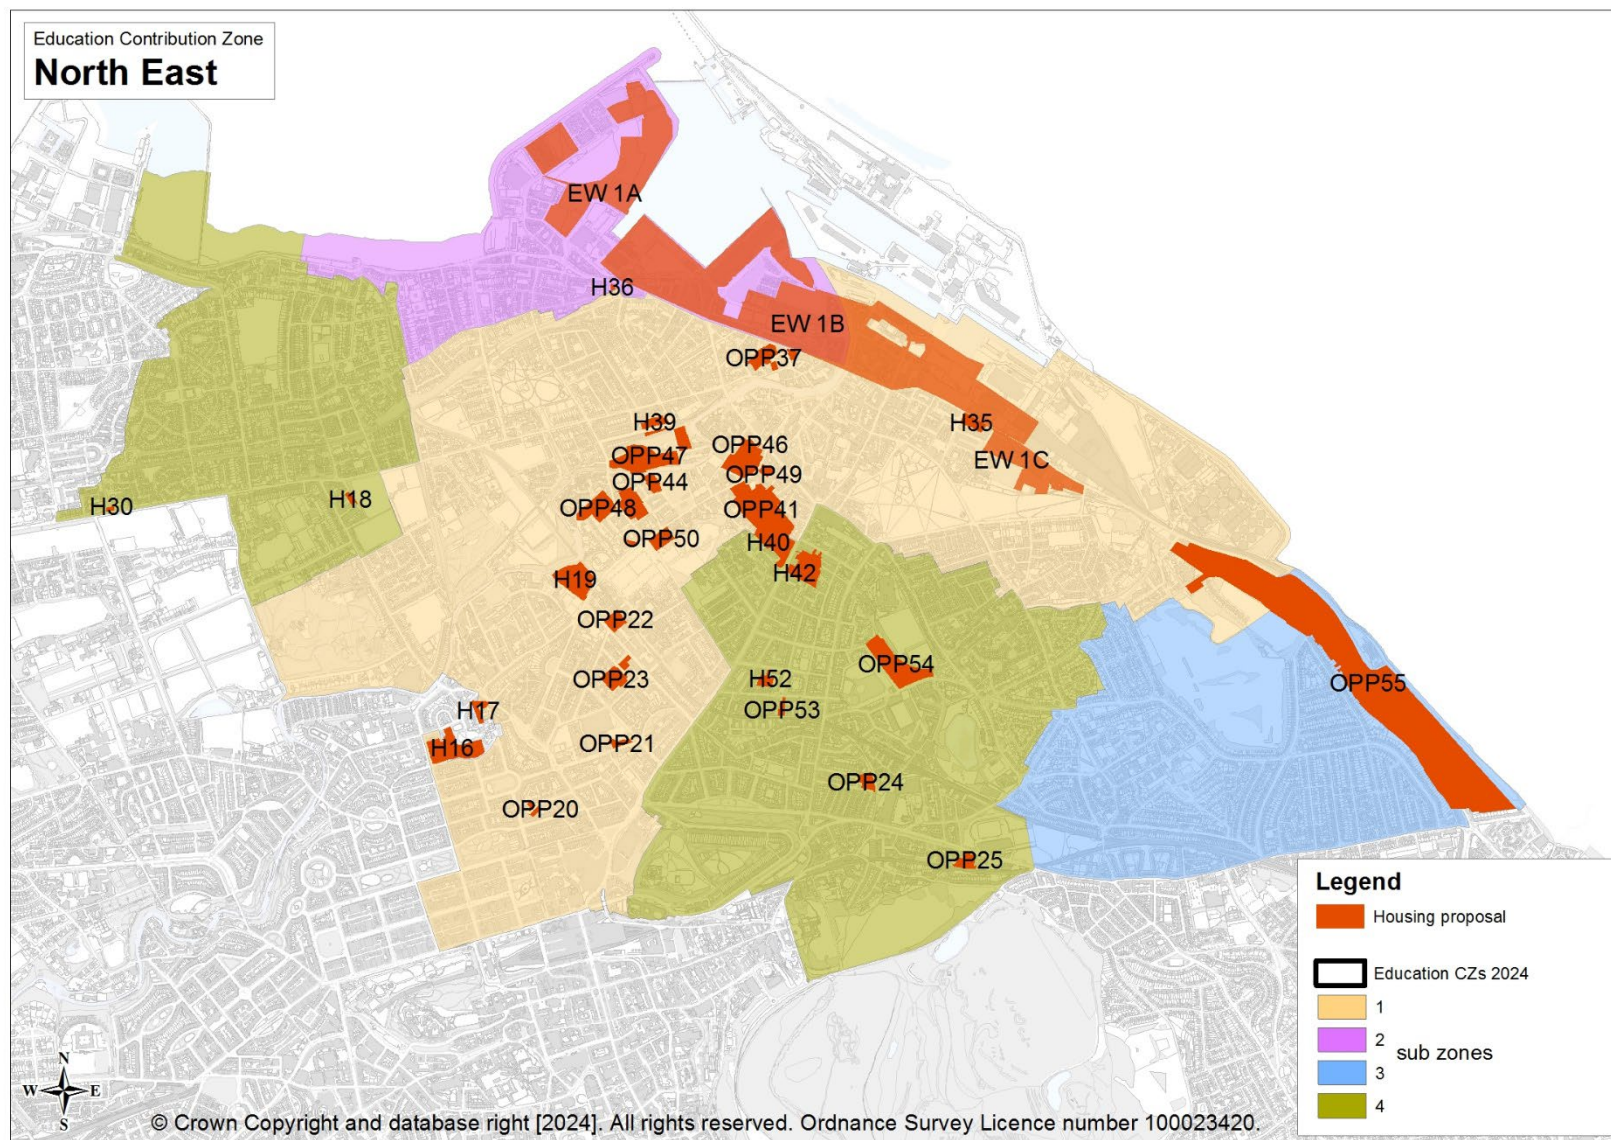 Education Contribution Zone
North East
EW 1A
H36
EW 1B
OPP37
H39
H35
OPP46
OPP47
EW 1C
OPP49
OPP44
H18
H30
OPP48
OPP41
OPP50
H40
H42
H19
OPP22
OPP54
OPP23
H52
OPP55
H17
OPP53
OPP21
H16
OPP24
OPP20
OPP25
Legend
Housing proposal
Education CZs 2024
1
2
sub zones
3
4
N
W E
S
© Crown Copyright and database right [2024]. All rights reserved. Ordnance Survey Licence number 100023420.